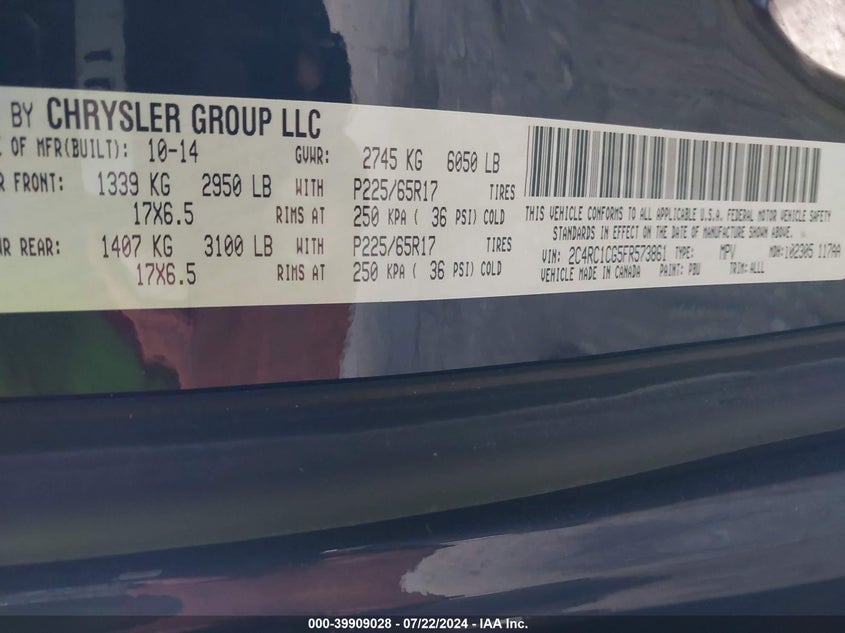 BY CHRYSLER GROUP LLC
OF MFR(BUILT): 10-14 GVWR: 2745 KG 6050 LB
FRONT: 1339 KG 2950 LB WITH P225/65R17 TIRES
17X6.5 RIMS AT 250 KPA ( 36 PSI) COLD
REAR: 1407 KG 3100 LB WITH P225/65R17 TIRES
17X6.5 RIMS AT 250 KPA ( 36 PSI) COLD
THIS VEHICLE CONFORMS TO ALL APPLICABLE U.S.A. FEDERAL MOTOR VEHICLE SAFETY
STANDARDS IN EFFECT ON THE DATE OF MANUFACTURE SHOWN ABOVE.
VIN: 2C4RC1CG5FR573861 TYPE: MPV MDH: 102305 117AA
VEHICLE MADE IN CANADA PAINT: PBU TRIM: ALLL
000-39909028 - 07/22/2024 - IAA Inc.